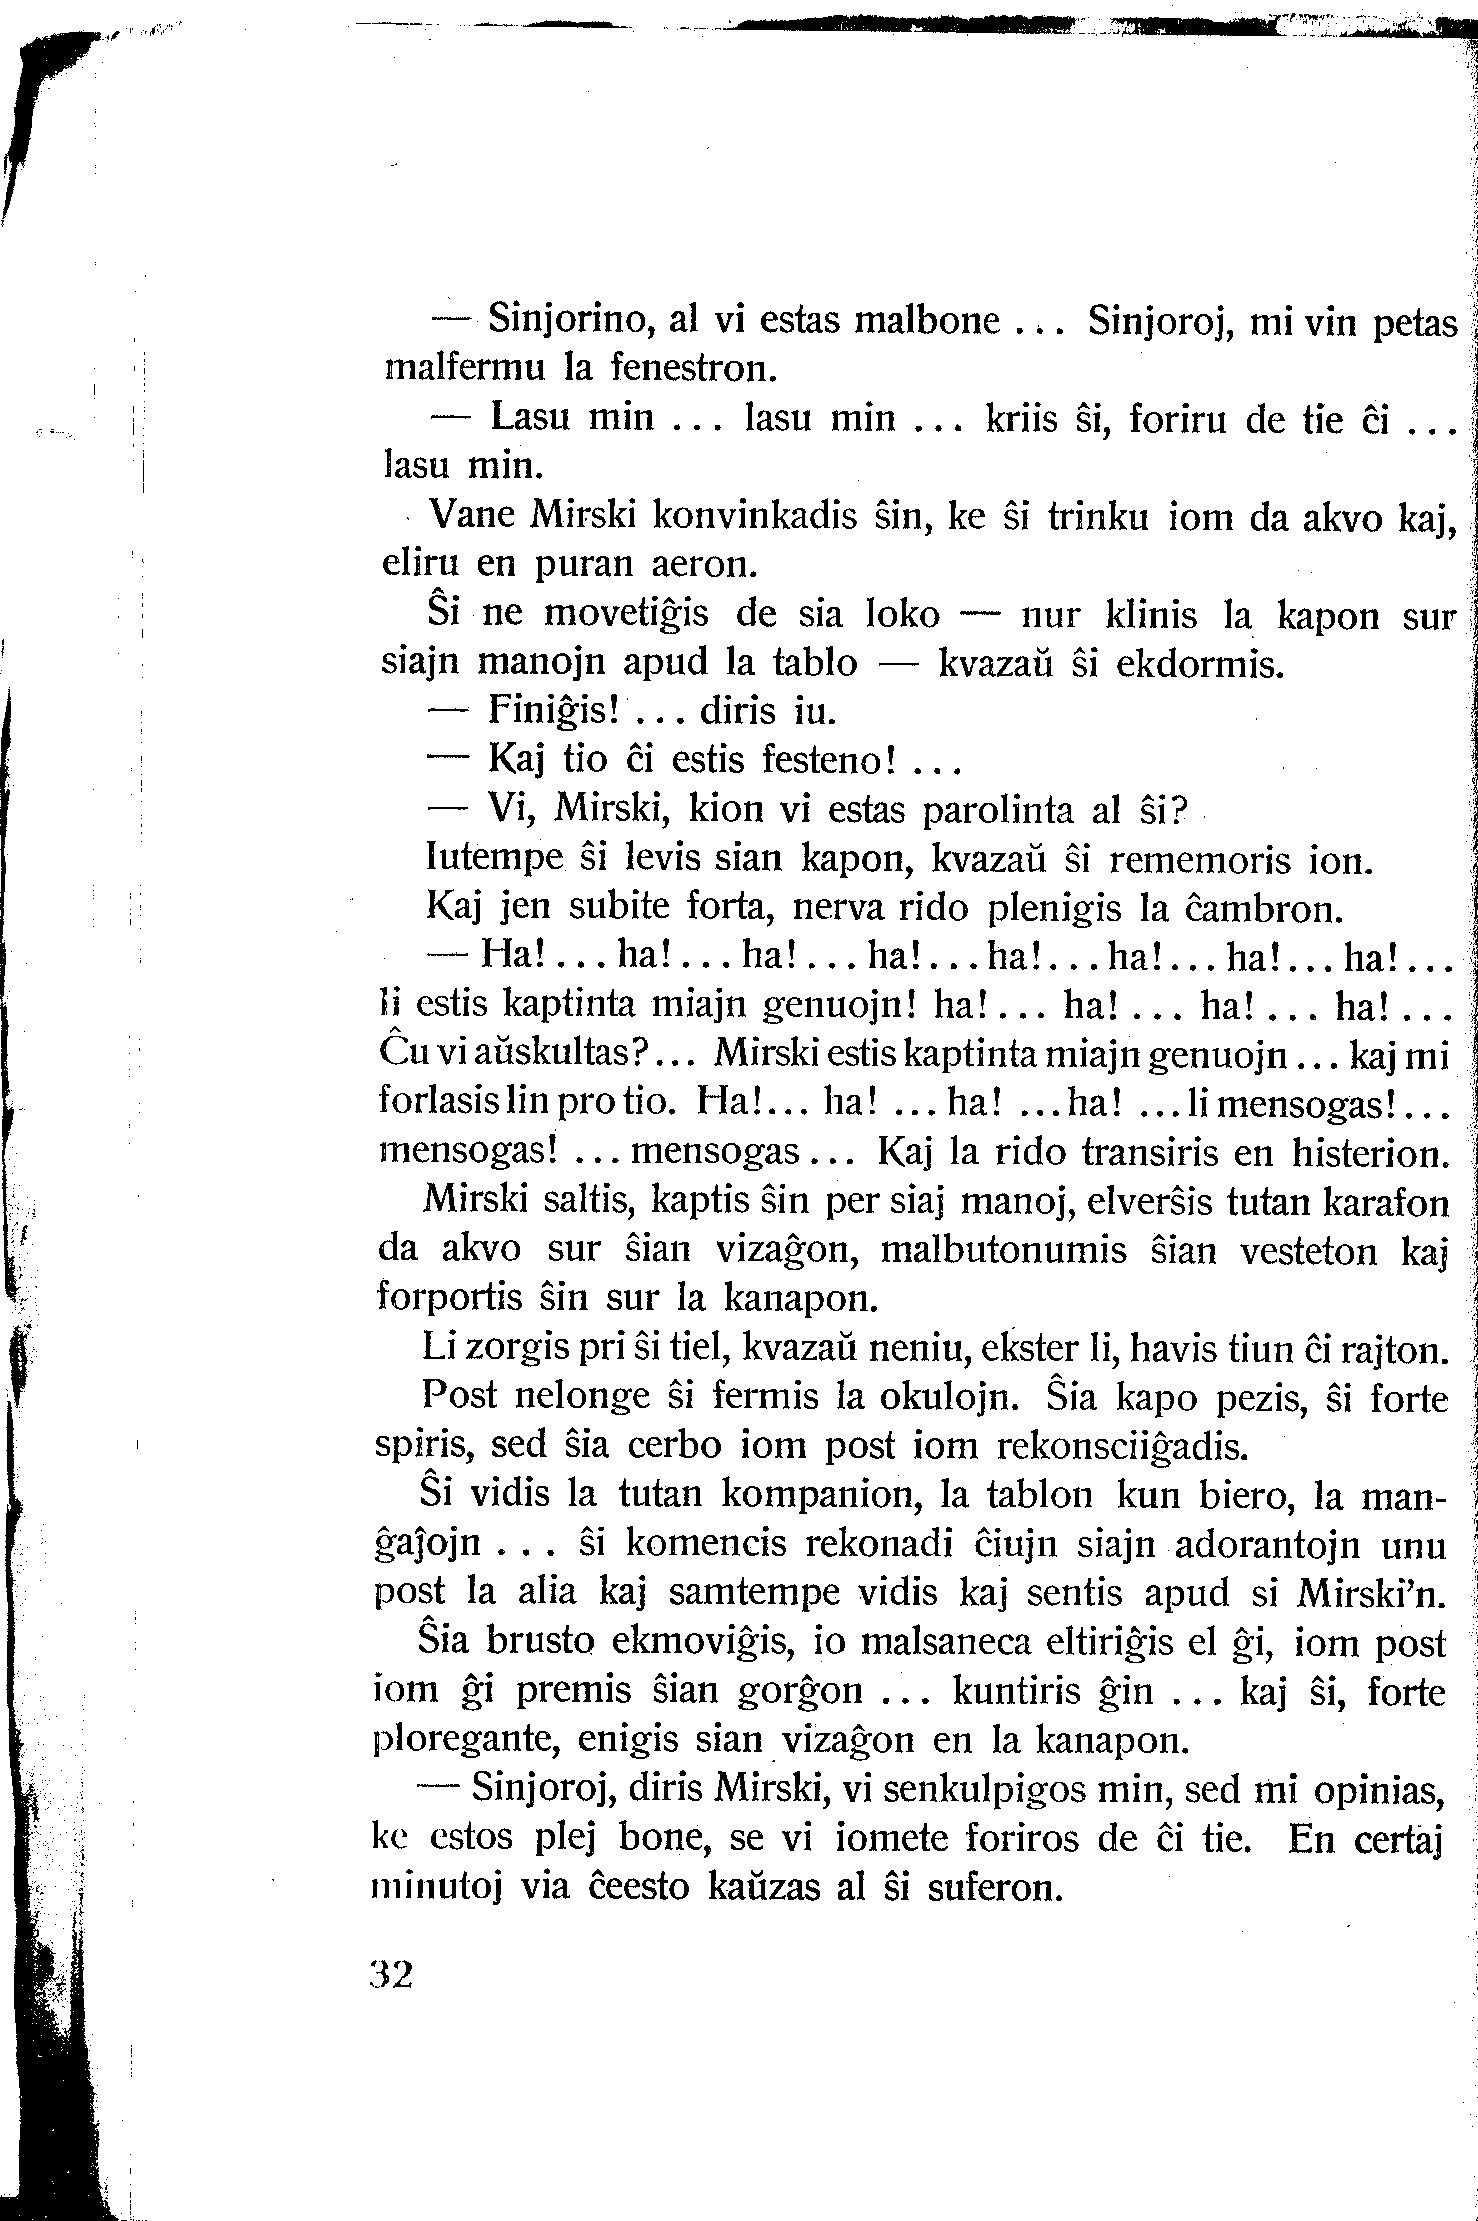 — Sinjorino, al vi estas malbone ... Sinjoroj, mi vin petas
malfermu la fenestron.
— Lasu min ... lasu min ... kriis ŝi, foriru de tie ĉi ...
lasu min.
Vane Mirski konvinkadis ŝin, ke ŝi trinku iom da akvo kaj,
eliru en puran aeron.
Ŝi ne movetiĝis de sia loko — nur klinis la kapon sur
siajn manojn apud la tablo — kvazaŭ ŝi ekdormis.
— Finiĝis! ... diris iu.
— Kaj tio ĉi estis festeno! ...
— Vi, Mirski, kion vi estas parolinta al ŝi?
Iutempe ŝi levis sian kapon, kvazaŭ ŝi rememoris ion.
Kaj jen subite forta, nerva rido plenigis la ĉambron.
— Ha! ... ha! ... ha! ... ha! ... ha! ... ha! ... ha! ... ha! ...
li estis kaptinta miajn genuojn! ha! ... ha! ... ha! ... ha! ...
Ĉu vi aŭskultas? ... Mirski estis kaptinta miajn genuojn ... kaj mi
forlasis lin pro tio. Ha! ... ha! ... ha! ... ha! ... li mensogas! ...
mensogas! ... mensogas ... Kaj la rido transiris en histerion.
Mirski saltis, kaptis ŝin per siaj manoj, elverŝis tutan karafon
da akvo sur ŝian vizaĝon, malbutonumis ŝian vesteton kaj
forportis ŝin sur la kanapon.
Li zorgis pri ŝi tiel, kvazaŭ neniu, ekster li, havis tiun ĉi rajton.
Post nelonge ŝi fermis la okulojn. Ŝia kapo pezis, ŝi forte
spiris, sed ŝia cerbo iom post iom rekonsciiĝadis.
Ŝi vidis la tutan kompanion, la tablon kun biero, la man-
ĝaĵojn ... ŝi komencis rekonadi ĉiujn siajn adorantojn unu
post la alia kaj samtempe vidis kaj sentis apud si Mirski'n.
Ŝia brusto ekmoviĝis, io malsaneca eltiriĝis el ĝi, iom post
iom ĝi premis ŝian gorĝon ... kuntiris ĝin ... kaj ŝi, forte
ploregante, enigis sian vizaĝon en la kanapon.
— Sinjoroj, diris Mirski, vi senkulpigos min, sed mi opinias,
ke estos plej bone, se vi iomete foriros de ĉi tie. En certaj
minutoj via ĉeesto kaŭzas al ŝi suferon.
32